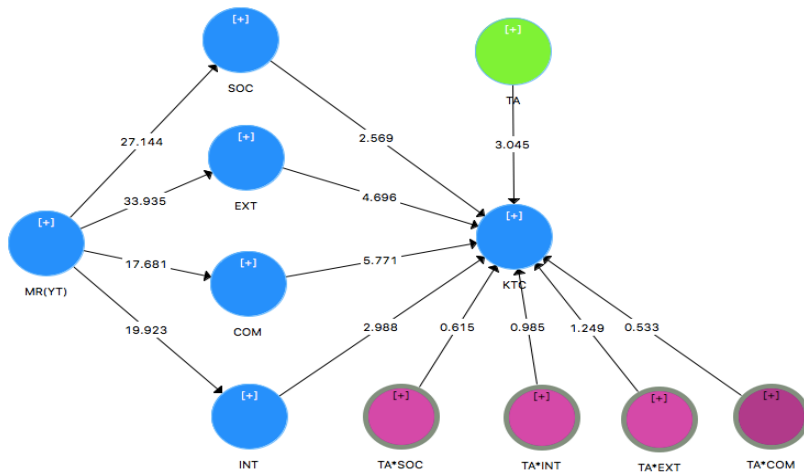 [+]
SOC
[+]
TA
27.144
2.569
3.045
[+]
EXT
33.935
4.696
[+]
MR(YT)
[+]
KTC
17.681
[+]
COM
5.771
19.923
2.988
0.615
0.985
1.249
0.533
[+]
INT
[+]
TA*SOC
[+]
TA*INT
[+]
TA*EXT
[+]
TA*COM